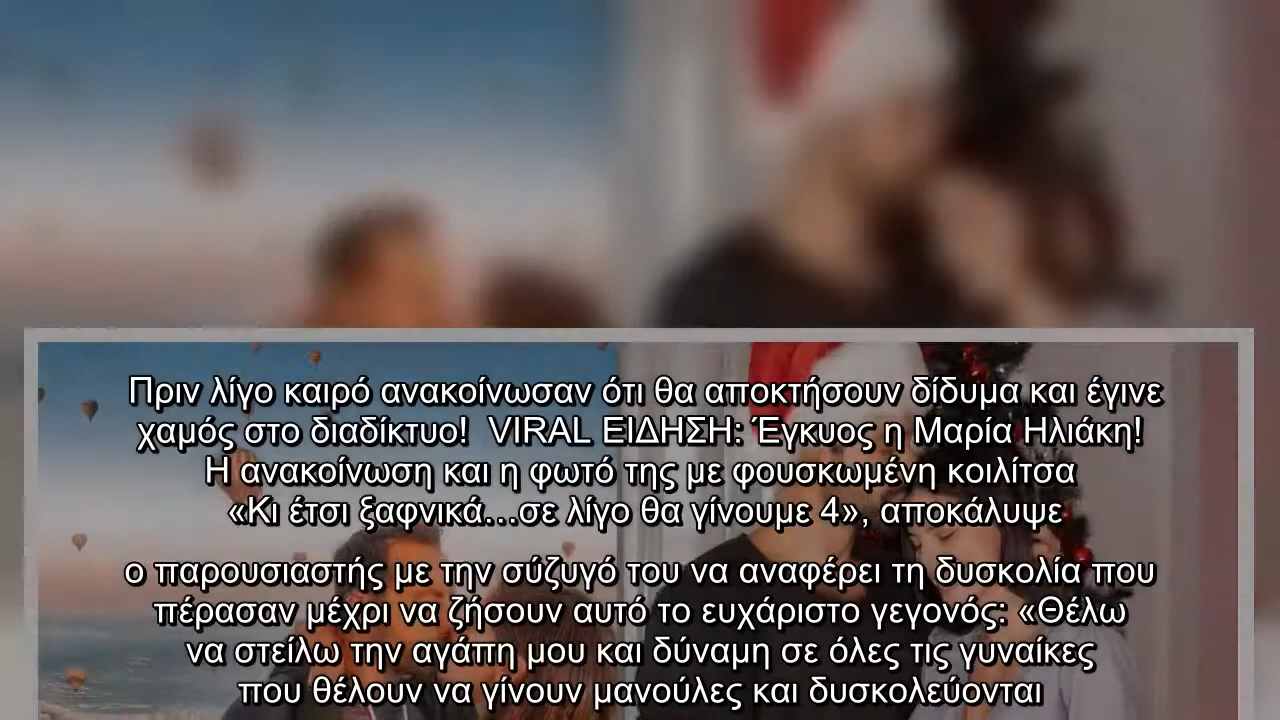 Πριν λίγο καιρό ανακοίνωσαν ότι θα αποκτήσουν δίδυμα και έγινε
χαμός στο διαδίκτυο!  VIRAL ΕΙΔΗΣΗ: Έγκυος η Μαρία Ηλιάκη!
Η ανακοίνωση και η φωτό της με φουσκωμένη κοιλίτσα
«Κι έτσι ξαφνικά…σε λίγο θα γίνουμε 4», αποκάλυψε
ο παρουσιαστής με την σύζυγό του να αναφέρει τη δυσκολία που
πέρασαν μέχρι να ζήσουν αυτό το ευχάριστο γεγονός: «Θέλω
να στείλω την αγάπη μου και δύναμη σε όλες τις γυναίκες
που θέλουν να γίνουν μανούλες και δυσκολεύονται